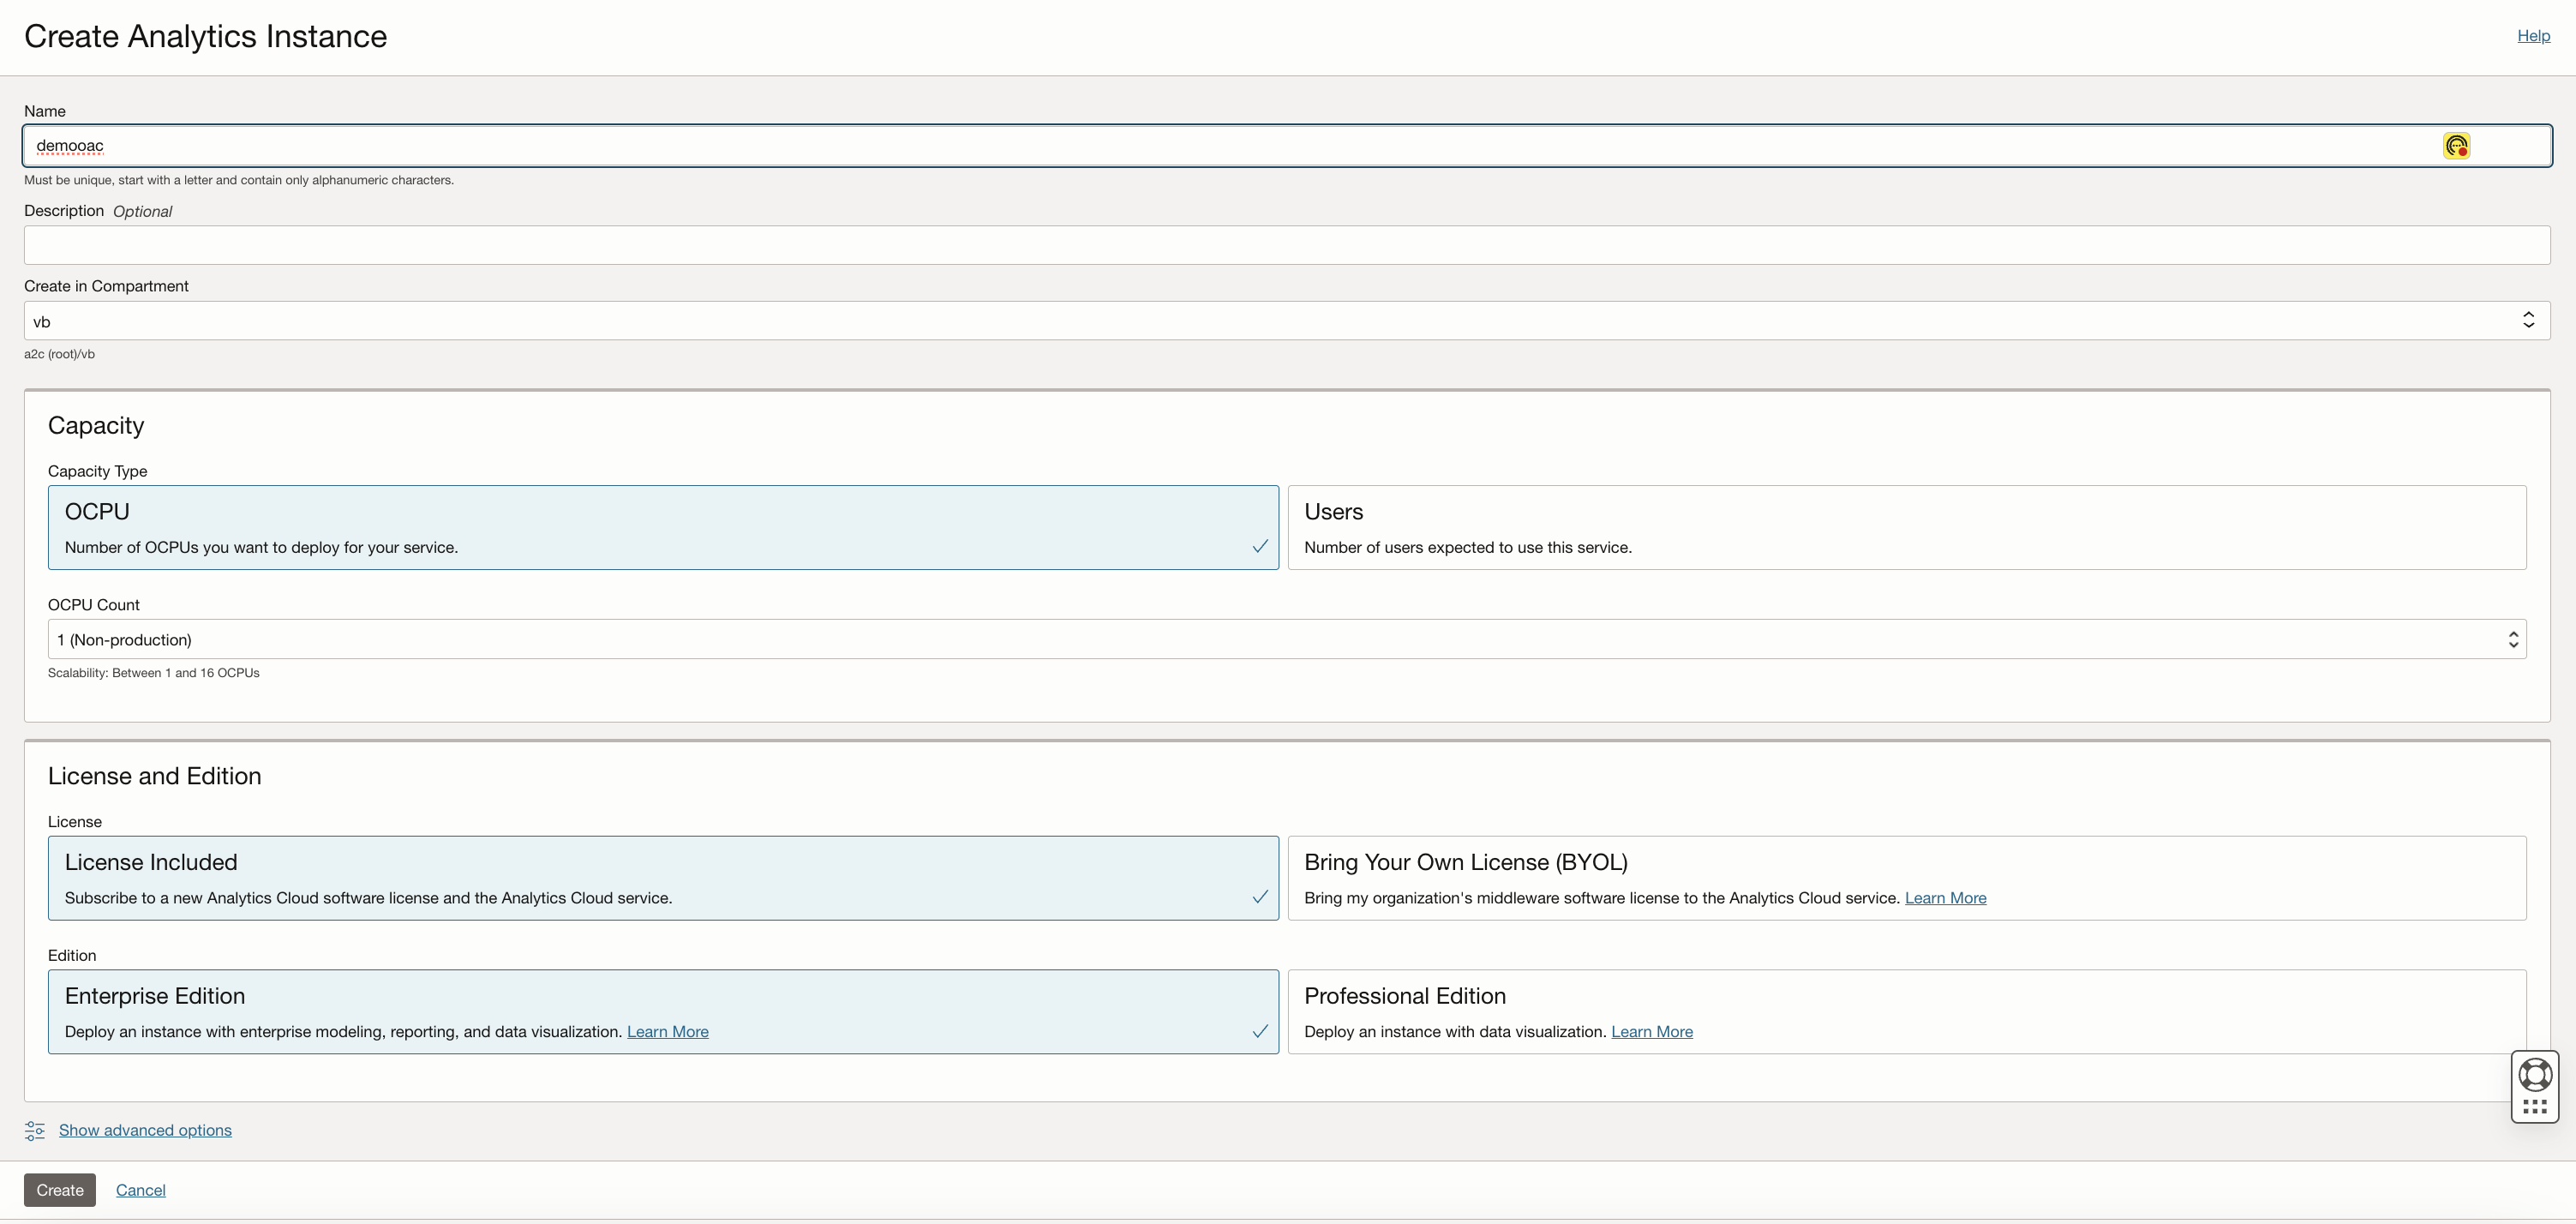 Create Analytics Instance
Help
Name
demooac
Must be unique, start with a letter and contain only alphanumeric characters.
Description Optional
Create in Compartment
vb
a2c (root)/vb
Capacity
Capacity Type
OCPU
Number of OCPUs you want to deploy for your service.
Users
Number of users expected to use this service.
OCPU Count
1 (Non-production)
Scalability: Between 1 and 16 OCPUs
License and Edition
License
License Included
Subscribe to a new Analytics Cloud software license and the Analytics Cloud service.
Bring Your Own License (BYOL)
Bring my organization's middleware software license to the Analytics Cloud service. Learn More
Edition
Enterprise Edition
Deploy an instance with enterprise modeling, reporting, and data visualization. Learn More
Professional Edition
Deploy an instance with data visualization. Learn More
Show advanced options
Create
Cancel